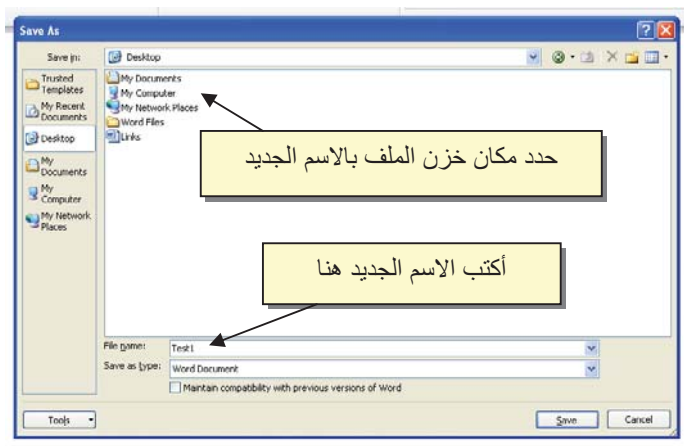 Save As
Save in:
Desktop
Trusted Templates
My Recent Documents
Desktop
My Documents
My Computer
My Network Places
My Documents
My Computer
My Network Places
Word Files
Links
حدد مكان خزن الملف بالاسم الجديد
أكتب الاسم الجديد هنا
File name:
Test1
Save as type:
Word Document
Maintain compatibility with previous versions of Word
Tools
Save
Cancel